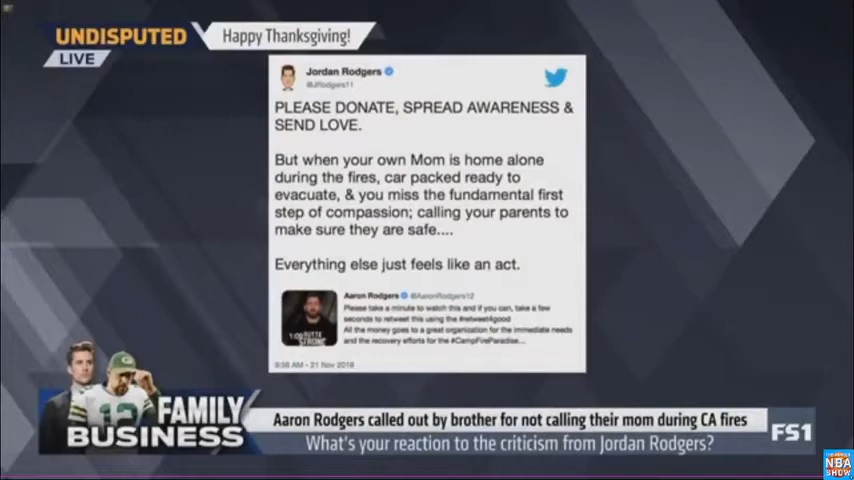 UNDISPUTED
Happy Thanksgiving!
LIVE
Jordan Rodgers
@JRodgers11
PLEASE DONATE, SPREAD AWARENESS &
SEND LOVE.
But when your own Mom is home alone
during the fires, car packed ready to
evacuate, & you miss the fundamental first
step of compassion; calling your parents to
make sure they are safe....
Everything else just feels like an act.
Aaron Rodgers @AaronRodgers12
Please take a minute to watch this and if you can, take a few
seconds to retweet this using the #retweet4good
All the money goes to a great organization for the immediate needs
and the recovery efforts for the #CampFireParadise...
BUTTE
STRONG
9:36 AM - 21 Nov 2018
12
FAMILY
BUSINESS
Aaron Rodgers called out by brother for not calling their mom during CA fires
What's your reaction to the criticism from Jordan Rodgers?
FS1
NBA
SHOW